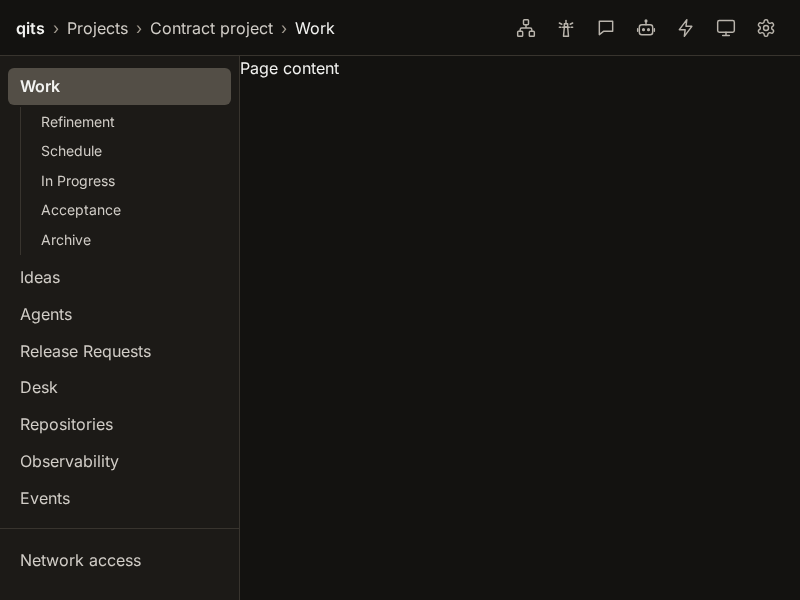 qits › Projects › Contract project › Work
Work
Refinement
Schedule
In Progress
Acceptance
Archive
Ideas
Agents
Release Requests
Desk
Repositories
Observability
Events
Network access
Page content